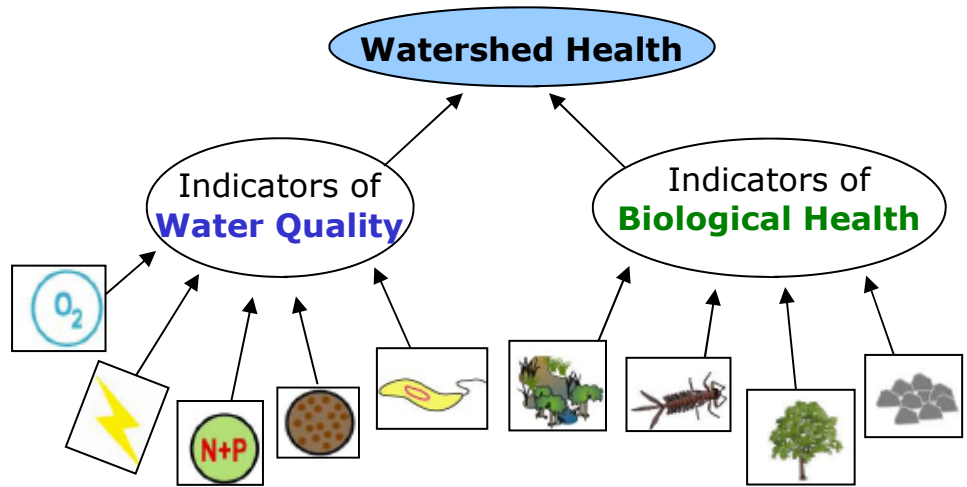 Watershed Health
Indicators of
Water Quality
Indicators of
Biological Health
O2
N+P